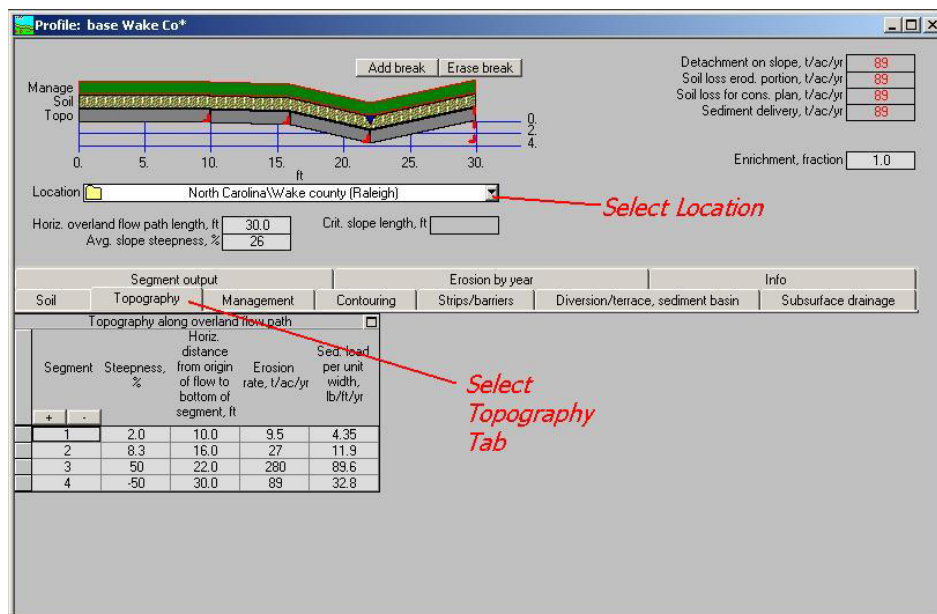 Profile: base Wake Co*
Add break Erase break
Detachment on slope, t/ac/yr 89
Soil loss erod. portion, t/ac/yr 89
Soil loss for cons. plan, t/ac/yr 89
Sediment delivery, t/ac/yr 89
Manage
Soil
Topo
0.
2.
4.
0. 5. 10. 15. 20. 25. 30.
ft
Enrichment, fraction 1.0
Location North Carolina\Wake county (Raleigh)
Select Location
Horiz. overland flow path length, ft 30.0 Crit. slope length, ft
Avg. slope steepness, % 26
Segment output Erosion by year Info
Soil Topography Management Contouring Strips/barriers Diversion/terrace, sediment basin Subsurface drainage
Topography along overland flow path
Segment
Steepness, %
Horiz. distance from origin of flow to bottom of segment, ft
Erosion rate, t/ac/yr
Sed. load per unit width, lb/ft/yr
+ -
1 2.0 10.0 9.5 4.35
2 8.3 16.0 27 11.9
3 50 22.0 280 89.6
4 -50 30.0 89 32.8
Select
Topography
Tab